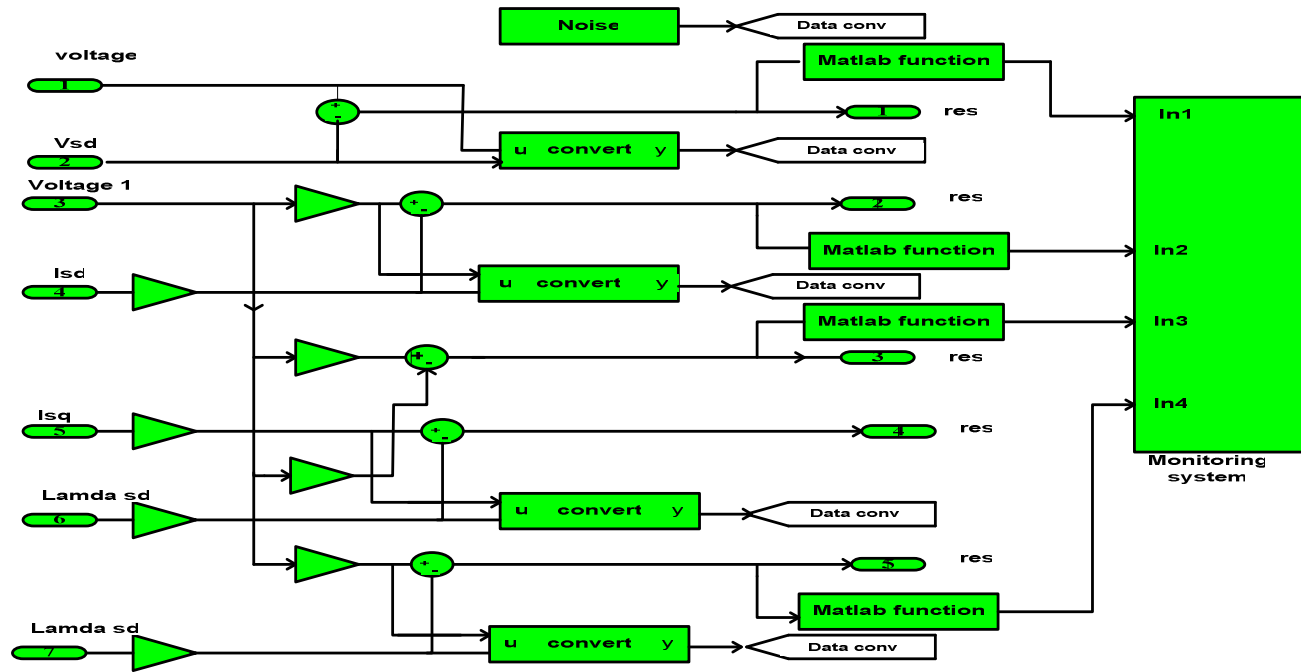 Noise
Data conv
voltage
Matlab function
1
1
res
In1
Vsd
2
u convert y
Data conv
Voltage 1
3
2
res
Matlab function
In2
Isd
4
u convert y
Data conv
Matlab function
In3
3
res
In4
Isq
5
4
res
Monitoring
system
Lamda sd
6
u convert y
Data conv
5
res
Matlab function
Lamda sd
7
u convert y
Data conv